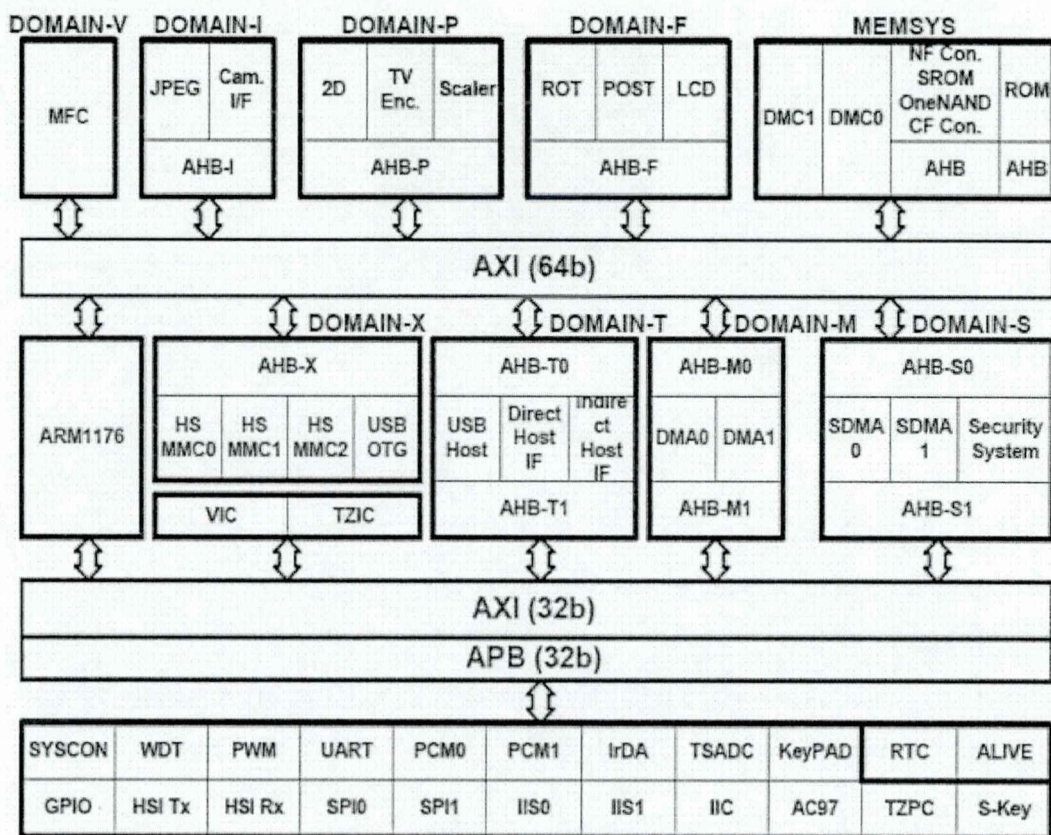 DOMAIN-V DOMAIN-I DOMAIN-P DOMAIN-F MEMSYS
MFC
JPEG
Cam.
I/F
AHB-I
2D
TV
Enc.
Scaler
AHB-P
ROT
POST
LCD
AHB-F
DMC1
DMC0
NF Con.
SROM
OneNAND
CF Con.
AHB
ROM
AHB
AXI (64b)
DOMAIN-X DOMAIN-T DOMAIN-M DOMAIN-S
ARM1176
AHB-X
HS
MMC0
HS
MMC1
HS
MMC2
USB
OTG
VIC
TZIC
AHB-T0
USB
Host
Direct
Host
IF
Indire
ct
Host
IF
AHB-T1
AHB-M0
DMA0
DMA1
AHB-M1
AHB-S0
SDMA
0
SDMA
1
Security
System
AHB-S1
AXI (32b)
APB (32b)
SYSCON WDT PWM UART PCM0 PCM1 IrDA TSADC KeyPAD RTC ALIVE
GPIO HSI Tx HSI Rx SPI0 SPI1 IIS0 IIS1 IIC AC97 TZPC S-Key